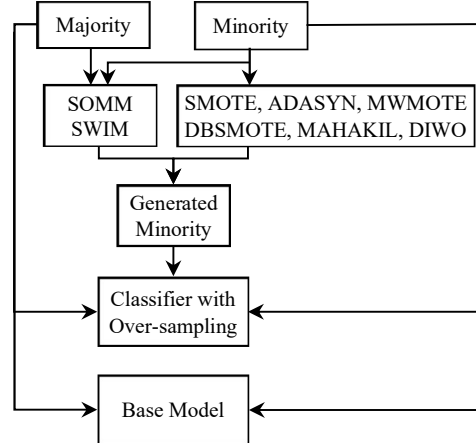 Majority
Minority
SOMM
SWIM
SMOTE, ADASYN, MWMOTE
DBSMOTE, MAHAKIL, DIWO
Generated
Minority
Classifier with
Over-sampling
Base Model